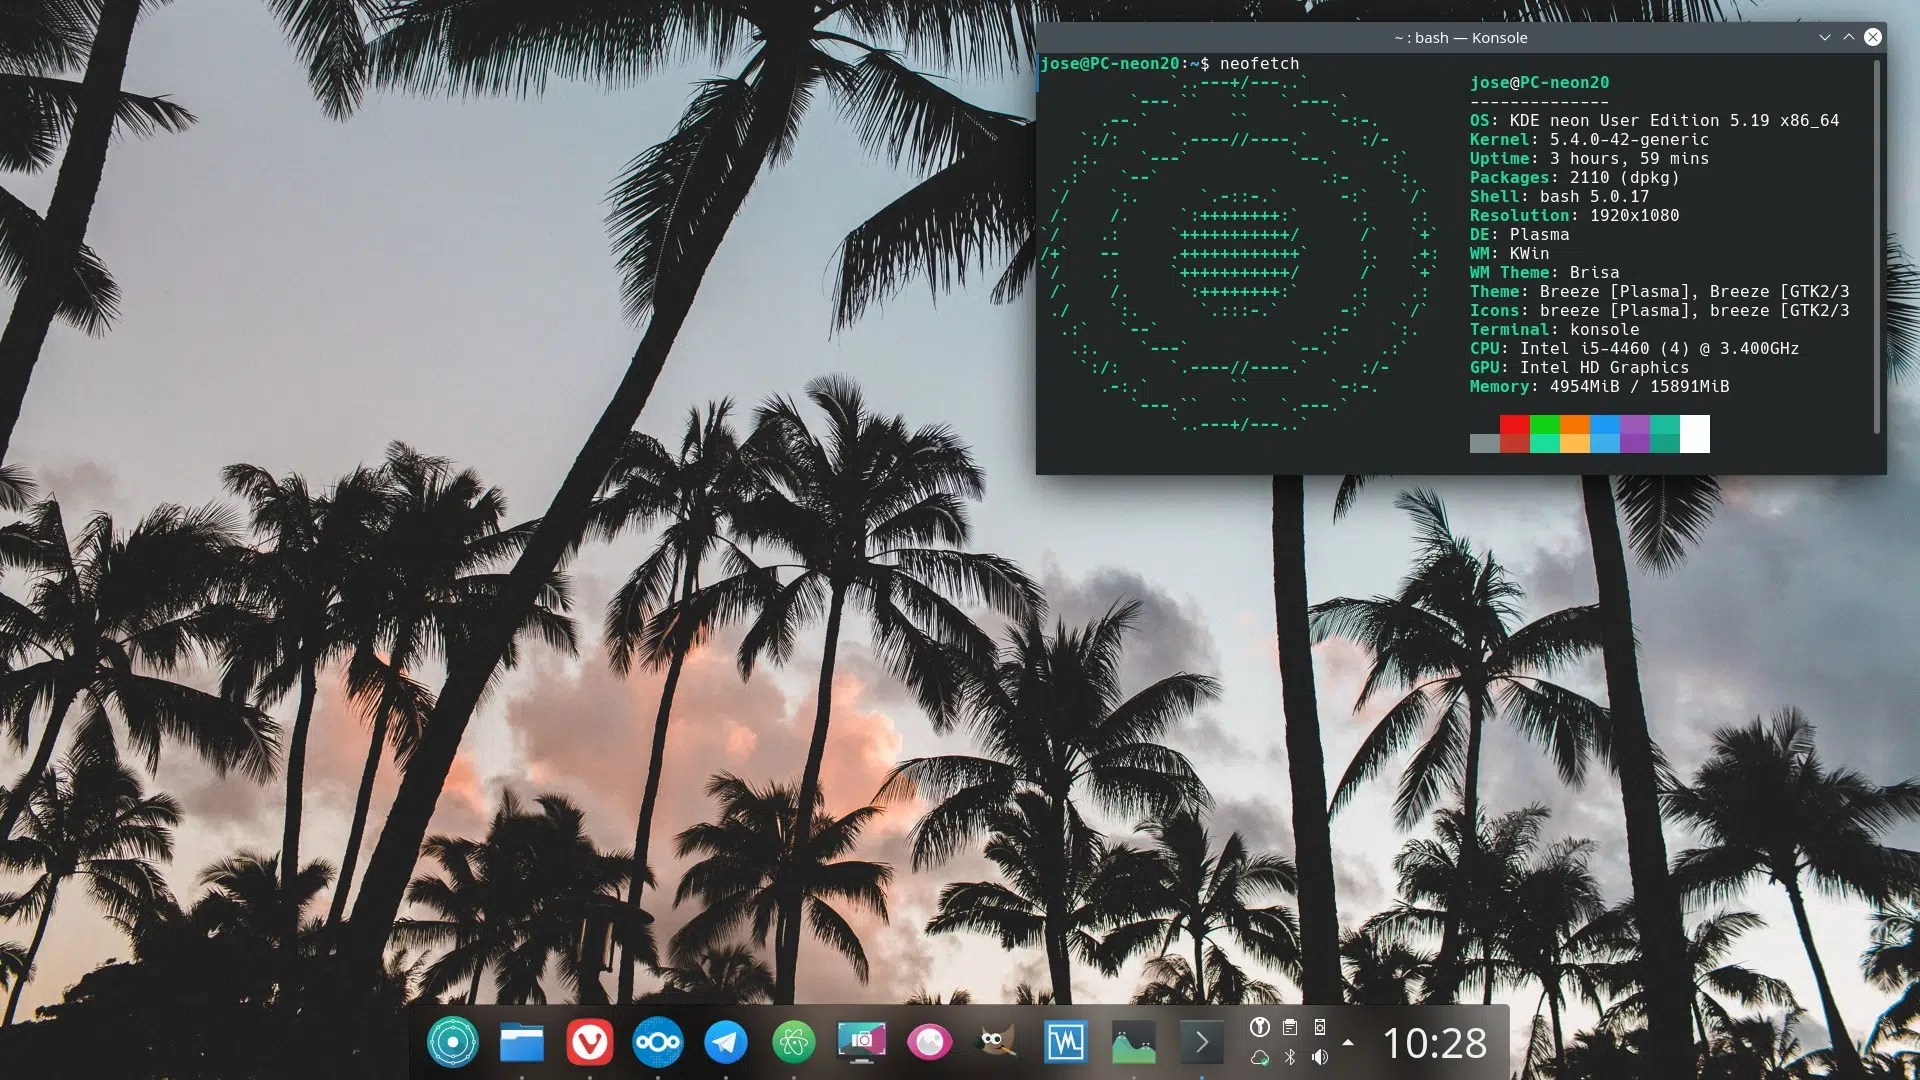 ~ : bash — Konsole
jose@PC-neon20:~$ neofetch
jose@PC-neon20
--------------
OS: KDE neon User Edition 5.19 x86_64
Kernel: 5.4.0-42-generic
Uptime: 3 hours, 59 mins
Packages: 2110 (dpkg)
Shell: bash 5.0.17
Resolution: 1920x1080
DE: Plasma
WM: KWin
WM Theme: Brisa
Theme: Breeze [Plasma], Breeze [GTK2/3
Icons: breeze [Plasma], breeze [GTK2/3
Terminal: konsole
CPU: Intel i5-4460 (4) @ 3.400GHz
GPU: Intel HD Graphics
Memory: 4954MiB / 15891MiB
10:28